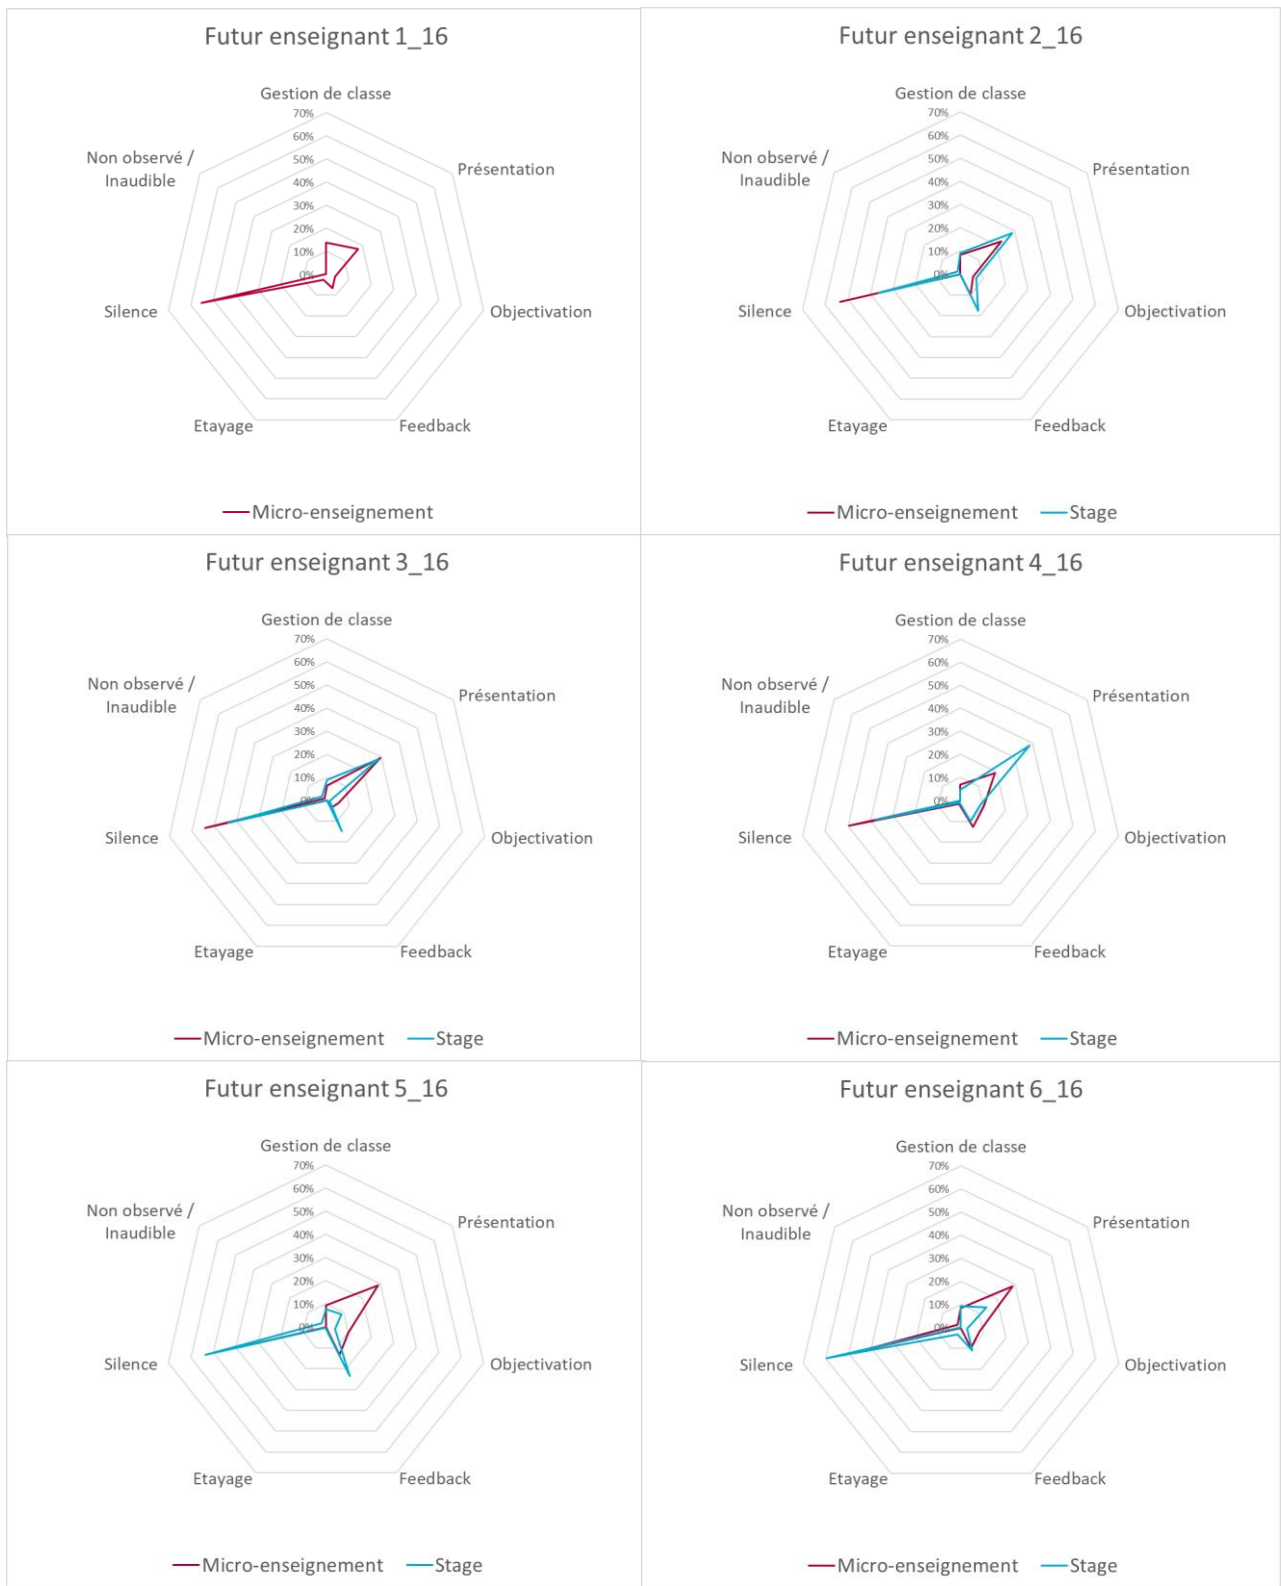 Futur enseignant 1_16
Gestion de classe
70%
60%
50%
40%
30%
20%
10%
0%
Présentation
Objectivation
Feedback
Etayage
Silence
Non observé /
Inaudible
Micro-enseignement
Futur enseignant 2_16
Gestion de classe
70%
60%
50%
40%
30%
20%
10%
0%
Présentation
Objectivation
Feedback
Etayage
Silence
Non observé /
Inaudible
Micro-enseignement
Stage
Futur enseignant 3_16
Gestion de classe
70%
60%
50%
40%
30%
20%
10%
0%
Présentation
Objectivation
Feedback
Etayage
Silence
Non observé /
Inaudible
Micro-enseignement
Stage
Futur enseignant 4_16
Gestion de classe
70%
60%
50%
40%
30%
20%
10%
0%
Présentation
Objectivation
Feedback
Etayage
Silence
Non observé /
Inaudible
Micro-enseignement
Stage
Futur enseignant 5_16
Gestion de classe
70%
60%
50%
40%
30%
20%
10%
0%
Présentation
Objectivation
Feedback
Etayage
Silence
Non observé /
Inaudible
Micro-enseignement
Stage
Futur enseignant 6_16
Gestion de classe
70%
60%
50%
40%
30%
20%
10%
0%
Présentation
Objectivation
Feedback
Etayage
Silence
Non observé /
Inaudible
Micro-enseignement
Stage